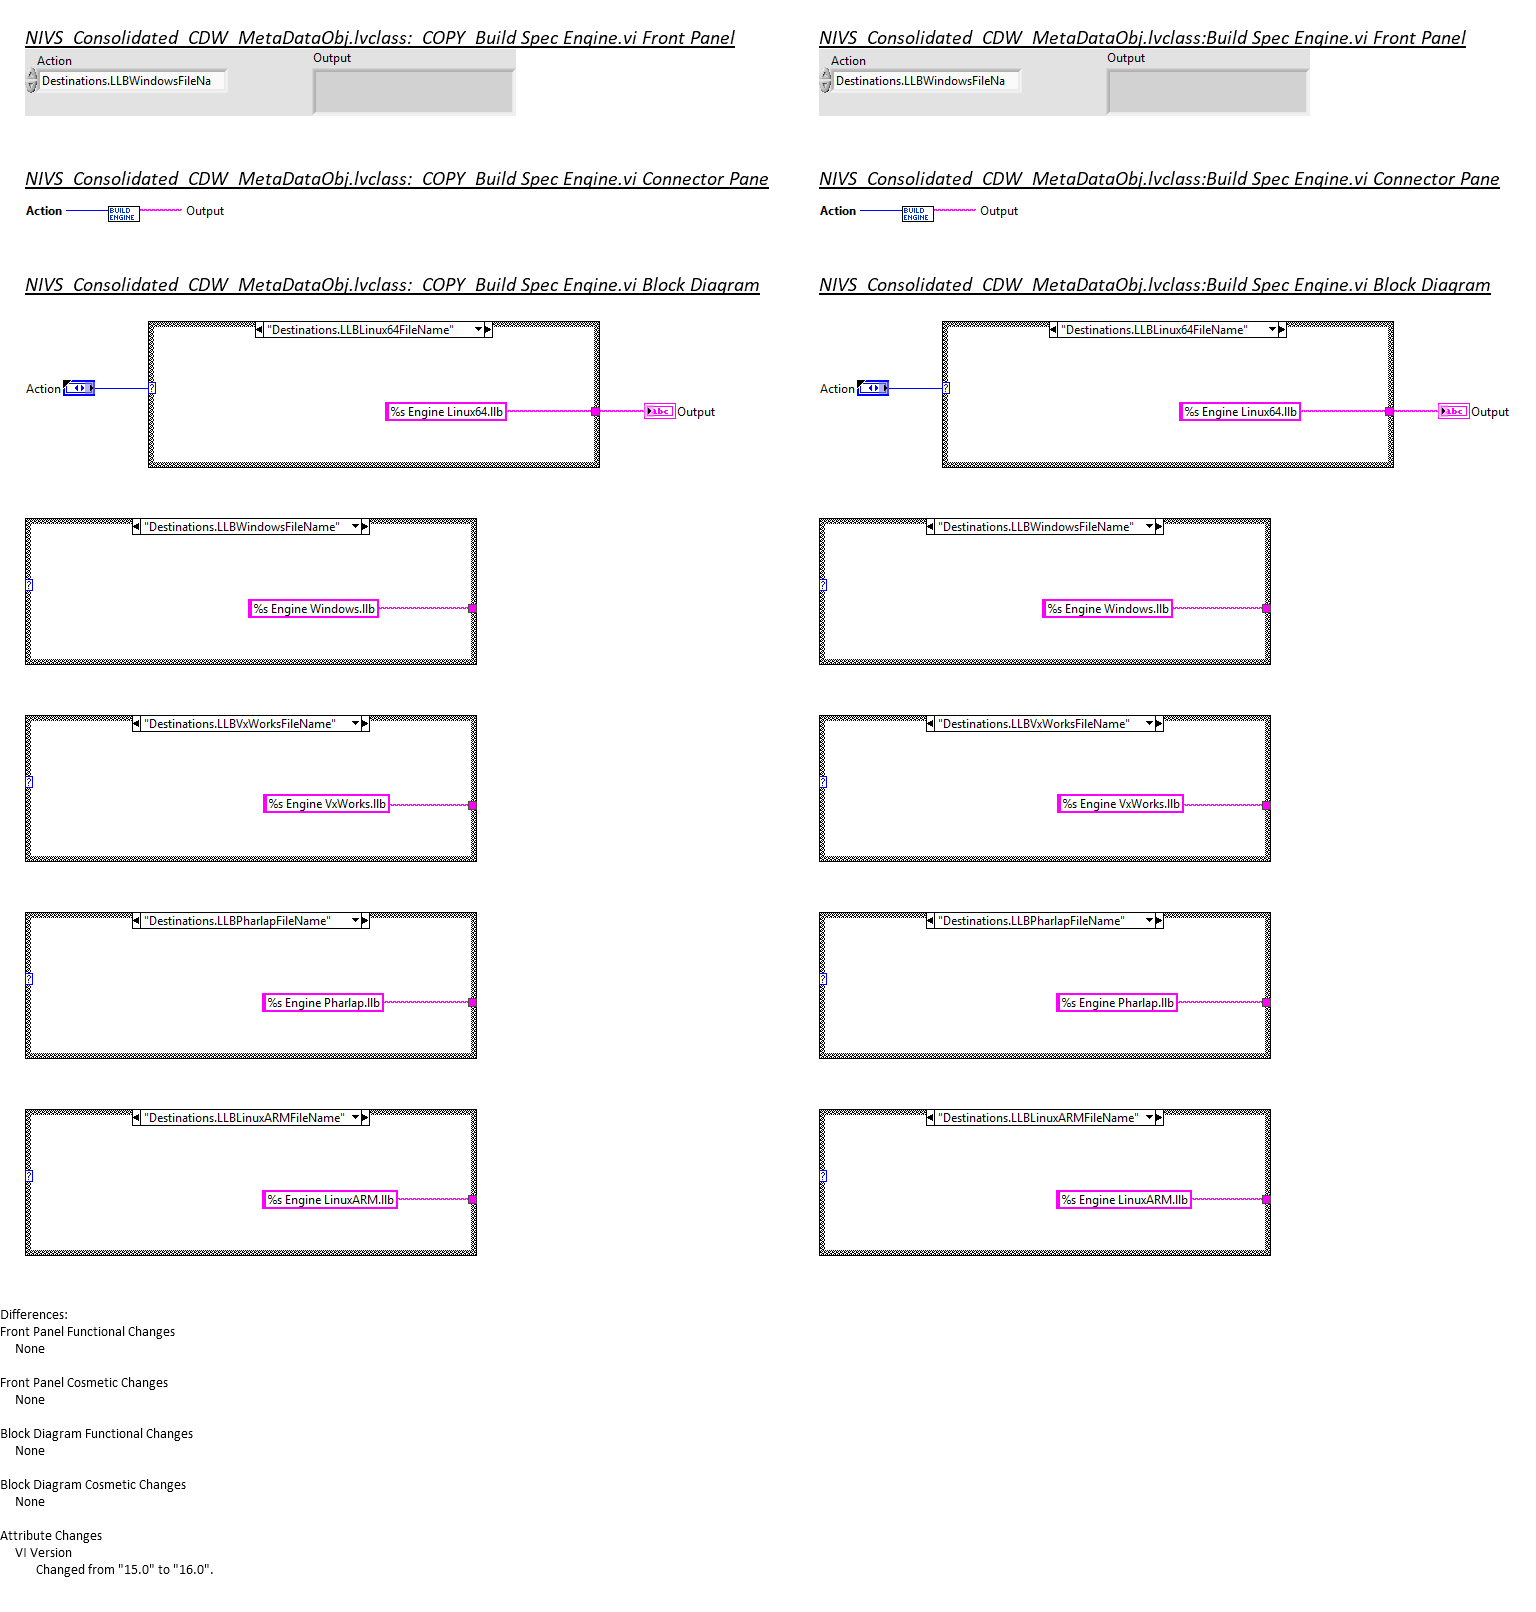 NIVS_Consolidated_CDW_MetaDataObj.lvclass:_COPY_Build Spec Engine.vi Front Panel
Action
Output
Destinations.LLBWindowsFileNa
NIVS_Consolidated_CDW_MetaDataObj.lvclass:Build Spec Engine.vi Front Panel
Action
Output
Destinations.LLBWindowsFileNa
NIVS_Consolidated_CDW_MetaDataObj.lvclass:_COPY_Build Spec Engine.vi Connector Pane
Action
BUILD
ENGINE
Output
NIVS_Consolidated_CDW_MetaDataObj.lvclass:Build Spec Engine.vi Connector Pane
Action
BUILD
ENGINE
Output
NIVS_Consolidated_CDW_MetaDataObj.lvclass:_COPY_Build Spec Engine.vi Block Diagram
"Destinations.LLBLinux64FileName"
Action
?
%s Engine Linux64.llb
abc
Output
NIVS_Consolidated_CDW_MetaDataObj.lvclass:Build Spec Engine.vi Block Diagram
"Destinations.LLBLinux64FileName"
Action
?
%s Engine Linux64.llb
abc
Output
"Destinations.LLBWindowsFileName"
?
%s Engine Windows.llb
"Destinations.LLBWindowsFileName"
?
%s Engine Windows.llb
"Destinations.LLBVxWorksFileName"
?
%s Engine VxWorks.llb
"Destinations.LLBVxWorksFileName"
?
%s Engine VxWorks.llb
"Destinations.LLBPharlapFileName"
?
%s Engine Pharlap.llb
"Destinations.LLBPharlapFileName"
?
%s Engine Pharlap.llb
"Destinations.LLBLinuxARMFileName"
?
%s Engine LinuxARM.llb
"Destinations.LLBLinuxARMFileName"
?
%s Engine LinuxARM.llb
Differences:
Front Panel Functional Changes
None
Front Panel Cosmetic Changes
None
Block Diagram Functional Changes
None
Block Diagram Cosmetic Changes
None
Attribute Changes
VI Version
Changed from "15.0" to "16.0".